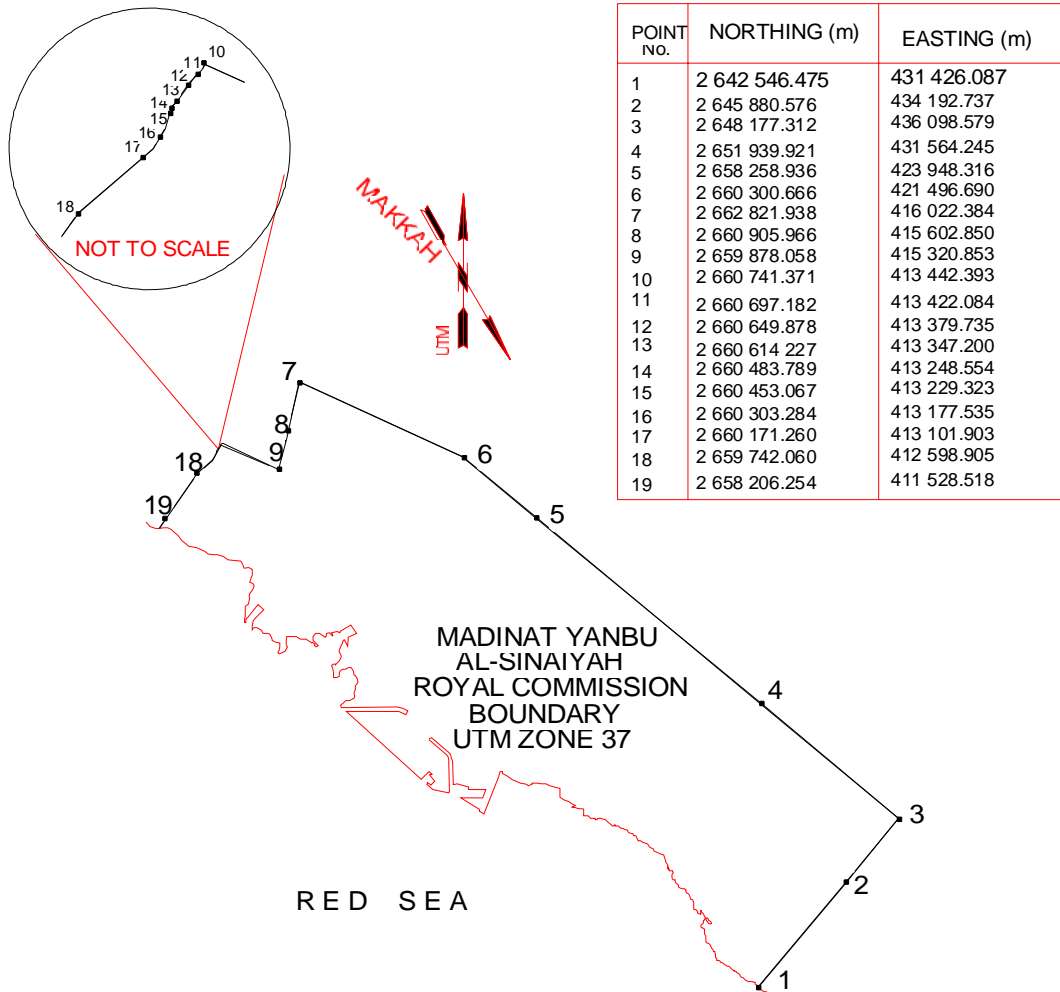 10
11
12
13
14
15
16
17
18
NOT TO SCALE
MAKKAH
N
UTM
POINT No. NORTHING (m) EASTING (m)
1 2 642 546.475 431 426.087
2 2 645 880.576 434 192.737
3 2 648 177.312 436 098.579
4 2 651 939.921 431 564.245
5 2 658 258.936 423 948.316
6 2 660 300.666 421 496.690
7 2 662 821.938 416 022.384
8 2 660 905.966 415 602.850
9 2 659 878.058 415 320.853
10 2 660 741.371 413 442.393
11 2 660 697.182 413 422.084
12 2 660 649.878 413 379.735
13 2 660 614 227 413 347.200
14 2 660 483.789 413 248.554
15 2 660 453.067 413 229.323
16 2 660 303.284 413 177.535
17 2 660 171.260 413 101.903
18 2 659 742.060 412 598.905
19 2 658 206.254 411 528.518
7
8
9
6
18
19
5
MADINAT YANBU
AL-SINAIYAH
ROYAL COMMISSION
BOUNDARY
UTM ZONE 37
4
3
2
RED SEA
1